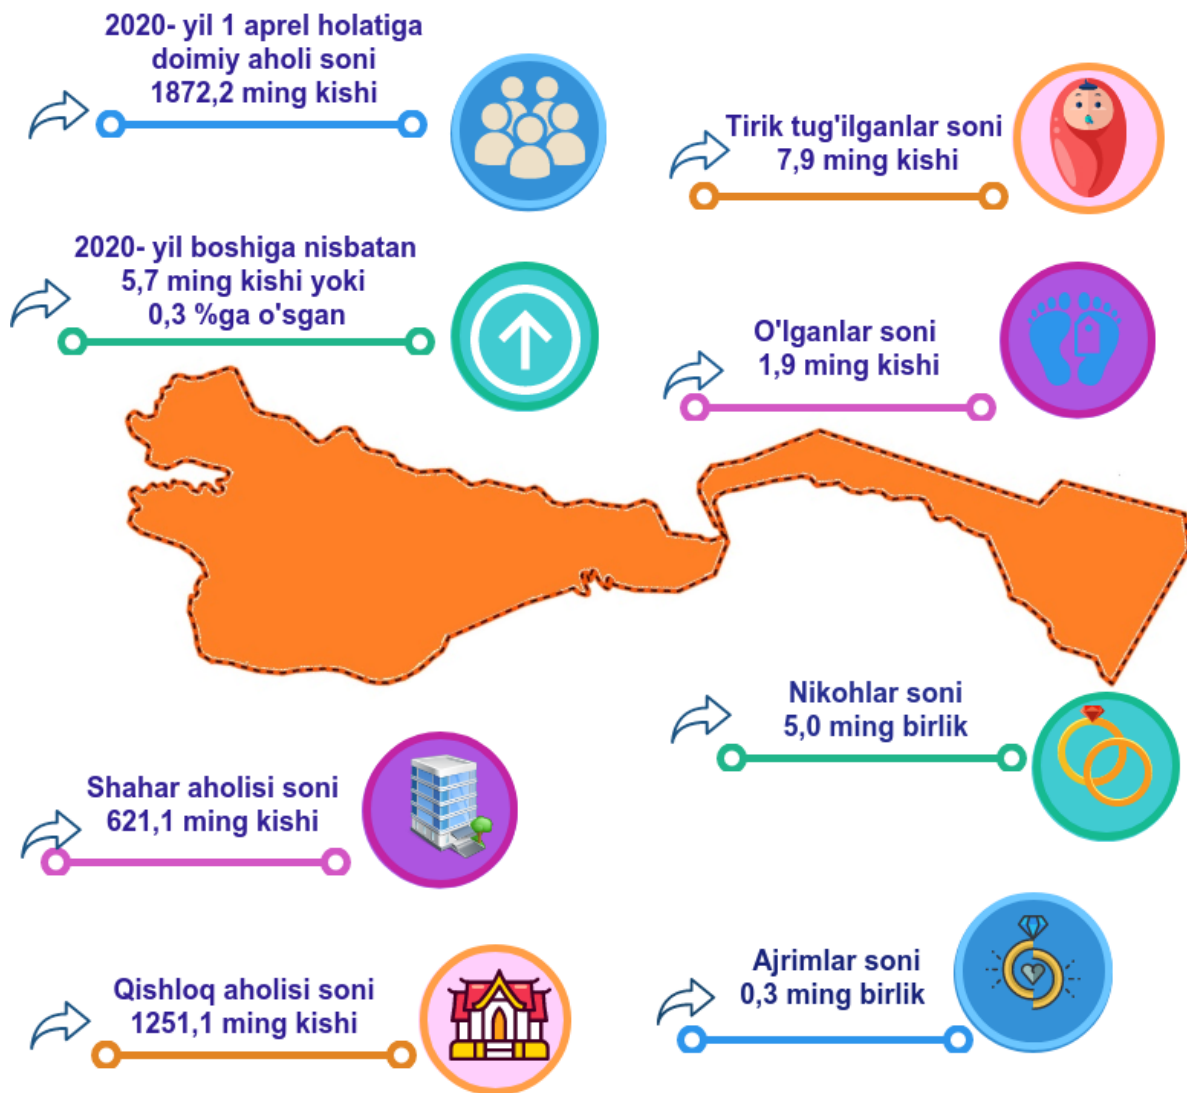 2020- yil 1 aprel holatiga
doimiy aholi soni
1872,2 ming kishi
Tirik tug'ilganlar soni
7,9 ming kishi
2020- yil boshiga nisbatan
5,7 ming kishi yoki
0,3 %ga o'sgan
O'lganlar soni
1,9 ming kishi
Nikohlar soni
5,0 ming birlik
Shahar aholisi soni
621,1 ming kishi
Qishloq aholisi soni
1251,1 ming kishi
Ajrimlar soni
0,3 ming birlik